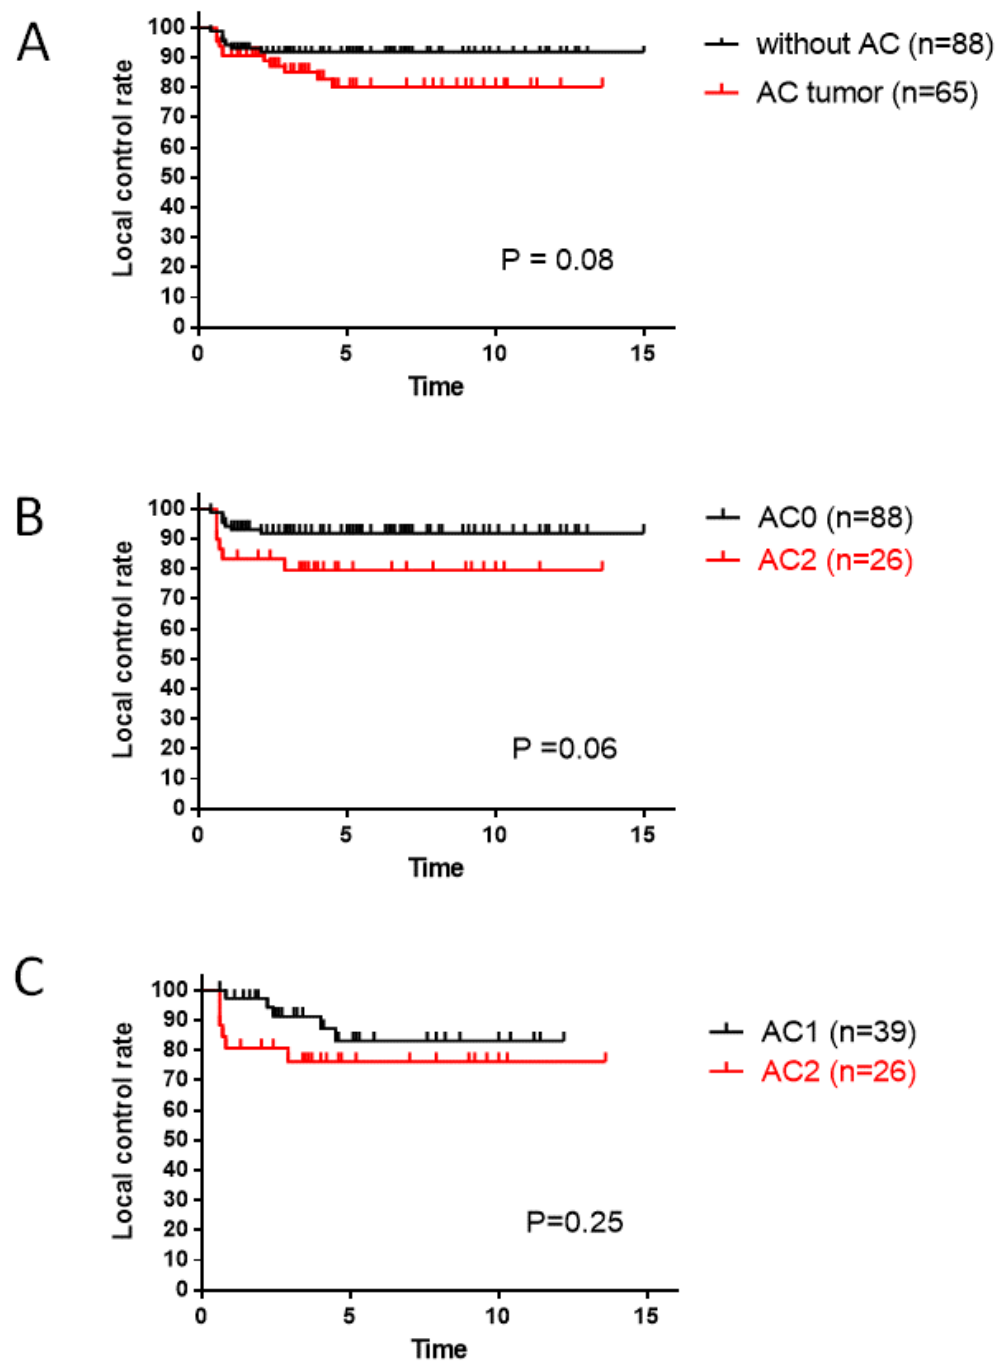 A
Local control rate
100
90
80
70
60
50
40
30
20
10
0
0 5 10 15
Time
P = 0.08
without AC (n=88)
AC tumor (n=65)
B
Local control rate
100
90
80
70
60
50
40
30
20
10
0
0 5 10 15
Time
P =0.06
AC0 (n=88)
AC2 (n=26)
C
Local control rate
100
90
80
70
60
50
40
30
20
10
0
0 5 10 15
Time
P=0.25
AC1 (n=39)
AC2 (n=26)